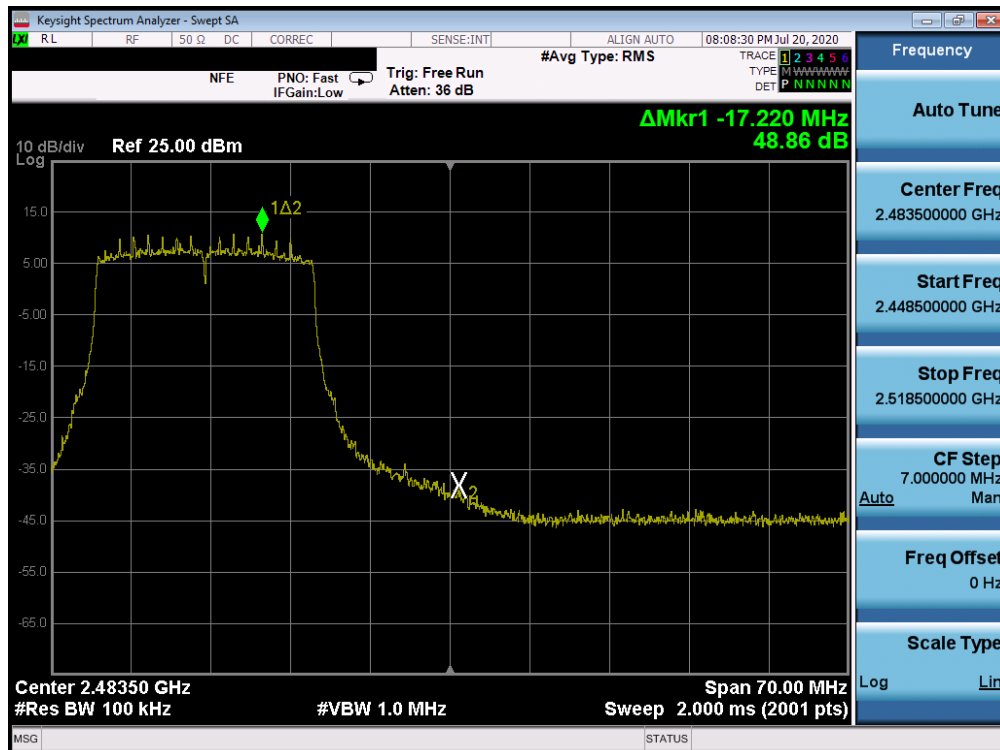 Keysight Spectrum Analyzer - Swept SA
LXI RL RF 50 Ω DC CORREC SENSE:INT ALIGN AUTO 08:08:30 PM Jul 20, 2020
NFE PNO: Fast Trig: Free Run #Avg Type: RMS TRACE 1 2 3 4 5 6
IFGain:Low Atten: 36 dB TYPE M WWWWW
DET P N N N N N
ΔMkr1 -17.220 MHz
48.86 dB
10 dB/div Ref 25.00 dBm
Log
15.0
5.00
-5.00
-15.0
-25.0
-35.0
-45.0
-55.0
-65.0
1Δ2
X2
Center 2.48350 GHz Span 70.00 MHz
#Res BW 100 kHz #VBW 1.0 MHz Sweep 2.000 ms (2001 pts)
MSG STATUS
Frequency
Auto Tune
Center Freq
2.483500000 GHz
Start Freq
2.448500000 GHz
Stop Freq
2.518500000 GHz
CF Step
7.000000 MHz
Auto Man
Freq Offset
0 Hz
Scale Type
Log Lin